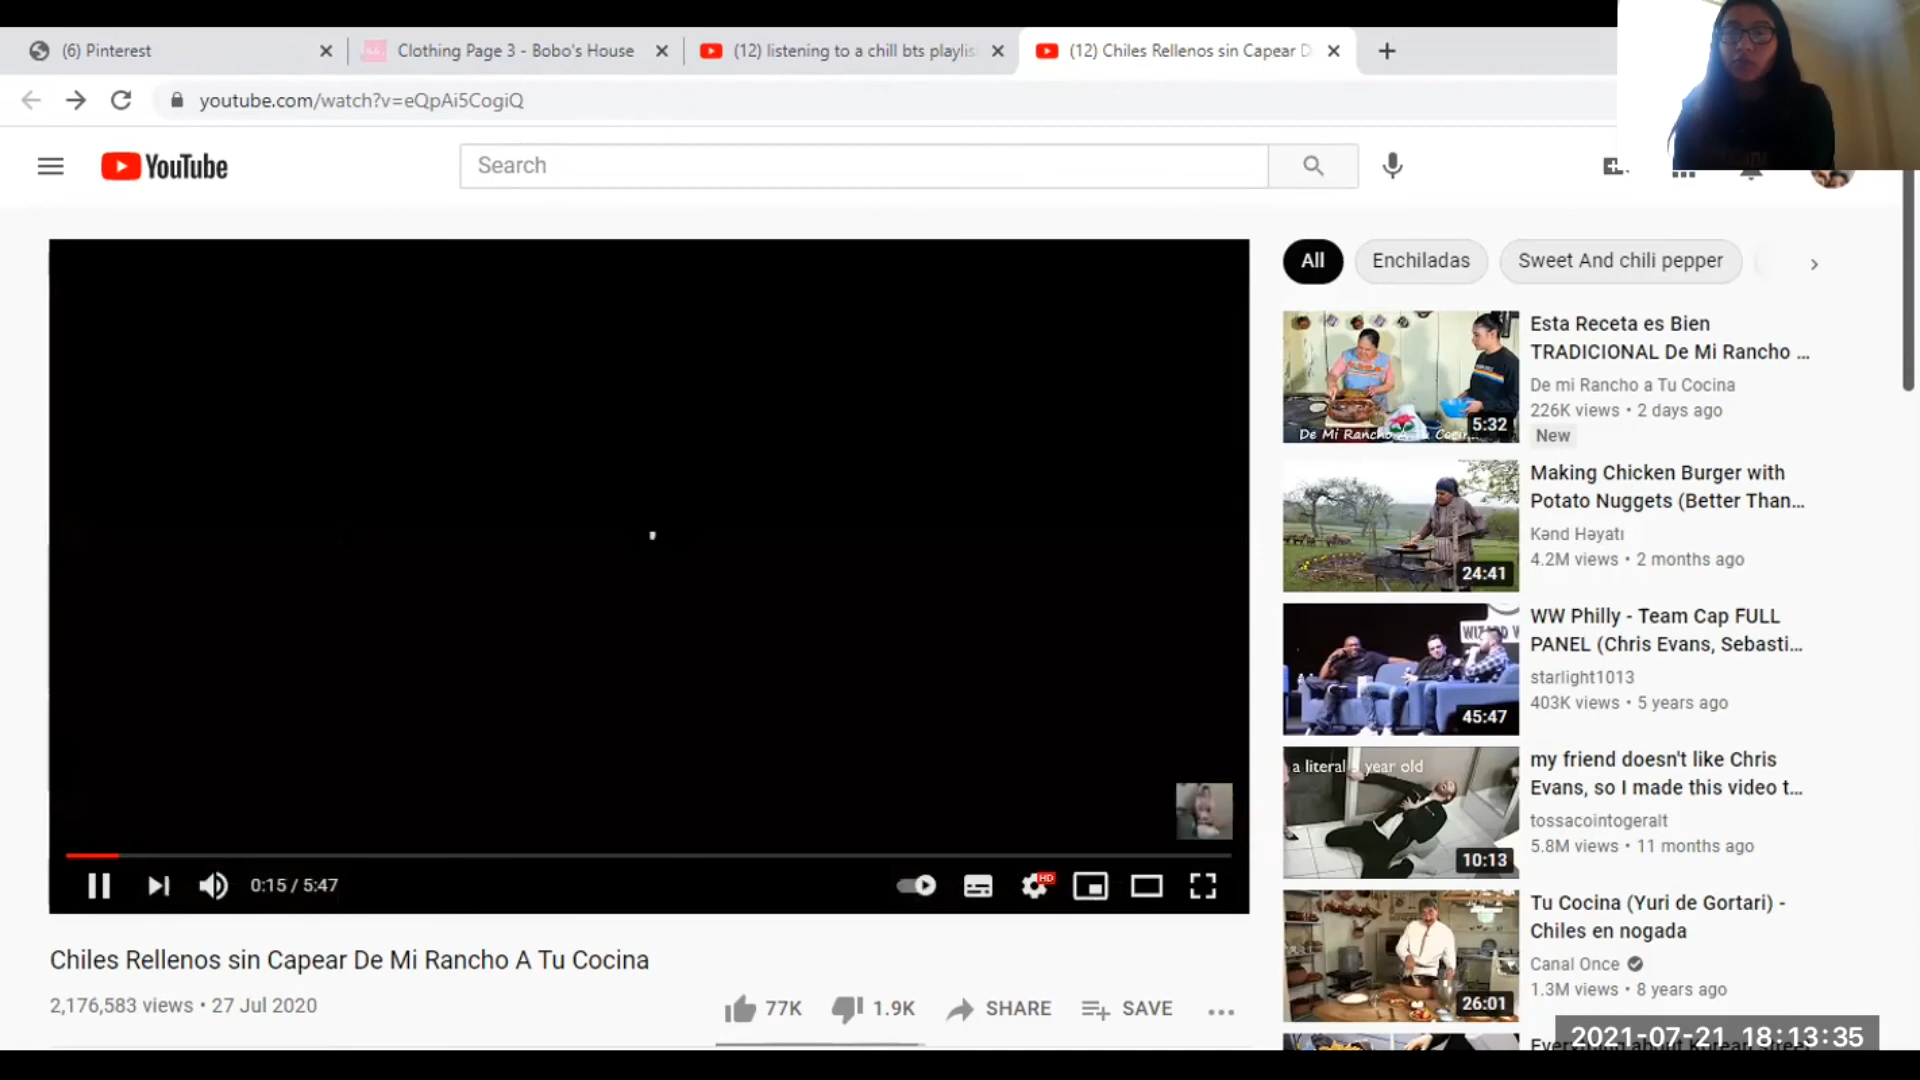 (6) Pinterest
Clothing Page 3 - Bobo's House
(12) listening to a chill bts playlis
(12) Chiles Rellenos sin Capear D
youtube.com/watch?v=eQpAi5CogiQ
YouTube
Search
All
Enchiladas
Sweet And chili pepper
De Mi Rancho A Tu
5:32
Esta Receta es Bien
TRADICIONAL De Mi Rancho ...
De mi Rancho a Tu Cocina
226K views • 2 days ago
New
24:41
Making Chicken Burger with
Potato Nuggets (Better Than...
Kənd Həyatı
4.2M views • 2 months ago
WIZARD W
45:47
WW Philly - Team Cap FULL
PANEL (Chris Evans, Sebasti...
starlight1013
403K views • 5 years ago
a literal 5 year old
10:13
my friend doesn't like Chris
Evans, so I made this video t...
tossacointogeralt
5.8M views • 11 months ago
26:01
Tu Cocina (Yuri de Gortari) -
Chiles en nogada
Canal Once
1.3M views • 8 years ago
0:15 / 5:47
HD
Chiles Rellenos sin Capear De Mi Rancho A Tu Cocina
2,176,583 views • 27 Jul 2020
77K
1.9K
SHARE
SAVE
2021-07-21 18:13:35